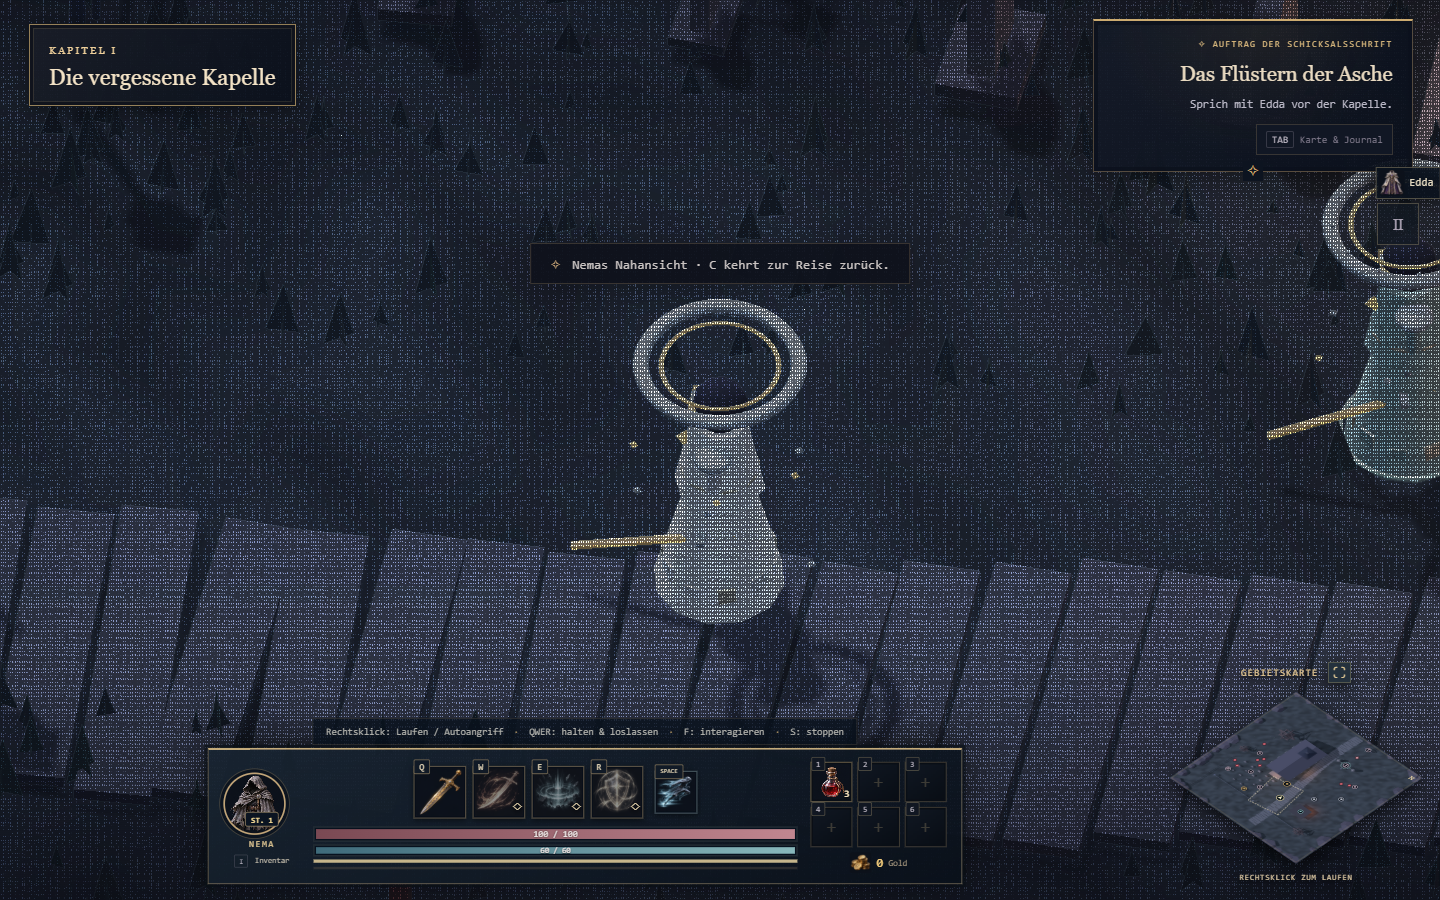 KAPITEL I
Die vergessene Kapelle
AUFTRAG DER SCHICKSALSSCHRIFT
Das Flüstern der Asche
Sprich mit Edda vor der Kapelle.
TAB Karte & Journal
Edda
II
Nemas Nahansicht · C kehrt zur Reise zurück.
GEBIETSKARTE
Rechtsklick: Laufen / Autoangriff · QWER: halten & loslassen · F: interagieren · S: stoppen
Q W E R SPACE
1 2 3
3
4 5 6
ST. 1
NEMA
I Inventar
100 / 100
60 / 60
0 Gold
RECHTSKLICK ZUM LAUFEN